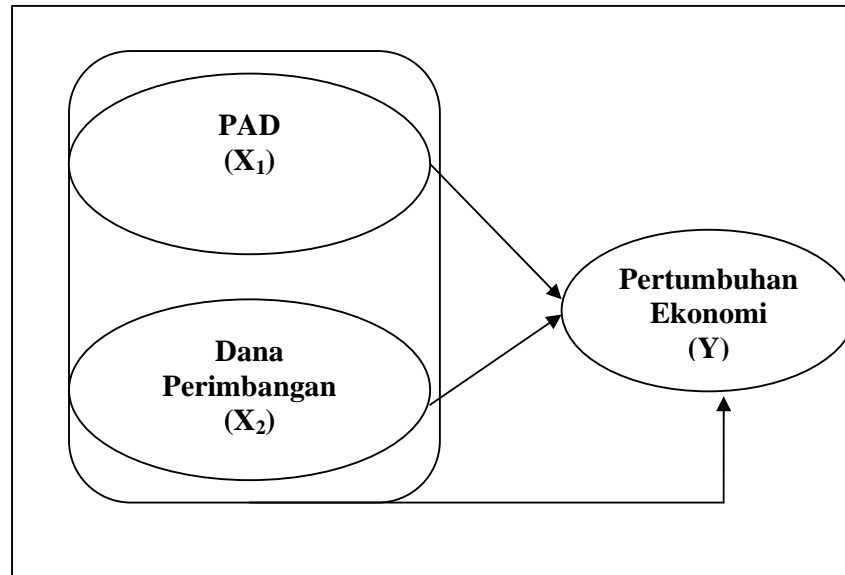 PAD
(X₁)
Dana
Perimbangan
(X₂)
Pertumbuhan
Ekonomi
(Y)